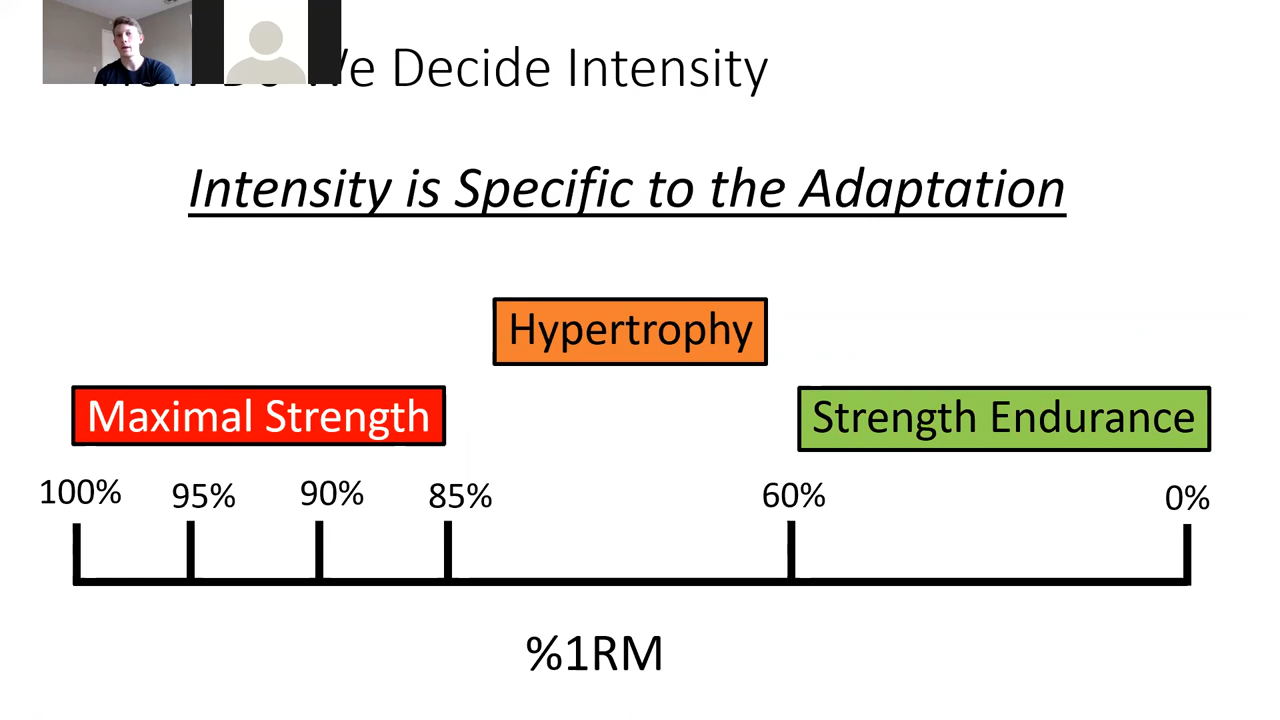 We Decide Intensity
Intensity is Specific to the Adaptation
Hypertrophy
Maximal Strength
Strength Endurance
100% 95% 90% 85% 60% 0%
%1RM